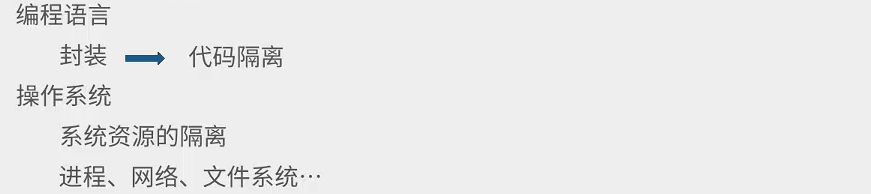 编程语言
封装 代码隔离
操作系统
系统资源的隔离
进程、网络、文件系统…